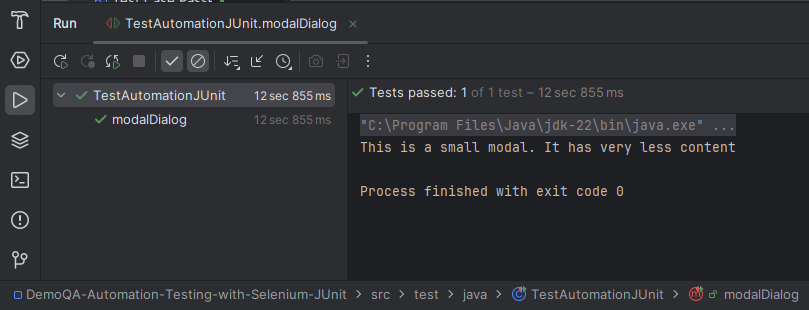 Run TestAutomationJUnit.modalDialog
TestAutomationJUnit 12 sec 855 ms
modalDialog 12 sec 855 ms
Tests passed: 1 of 1 test – 12 sec 855 ms
"C:\Program Files\Java\jdk-22\bin\java.exe" ...
This is a small modal. It has very less content
Process finished with exit code 0
DemoQA-Automation-Testing-with-Selenium-JUnit > src > test > java > TestAutomationJUnit > modalDialog